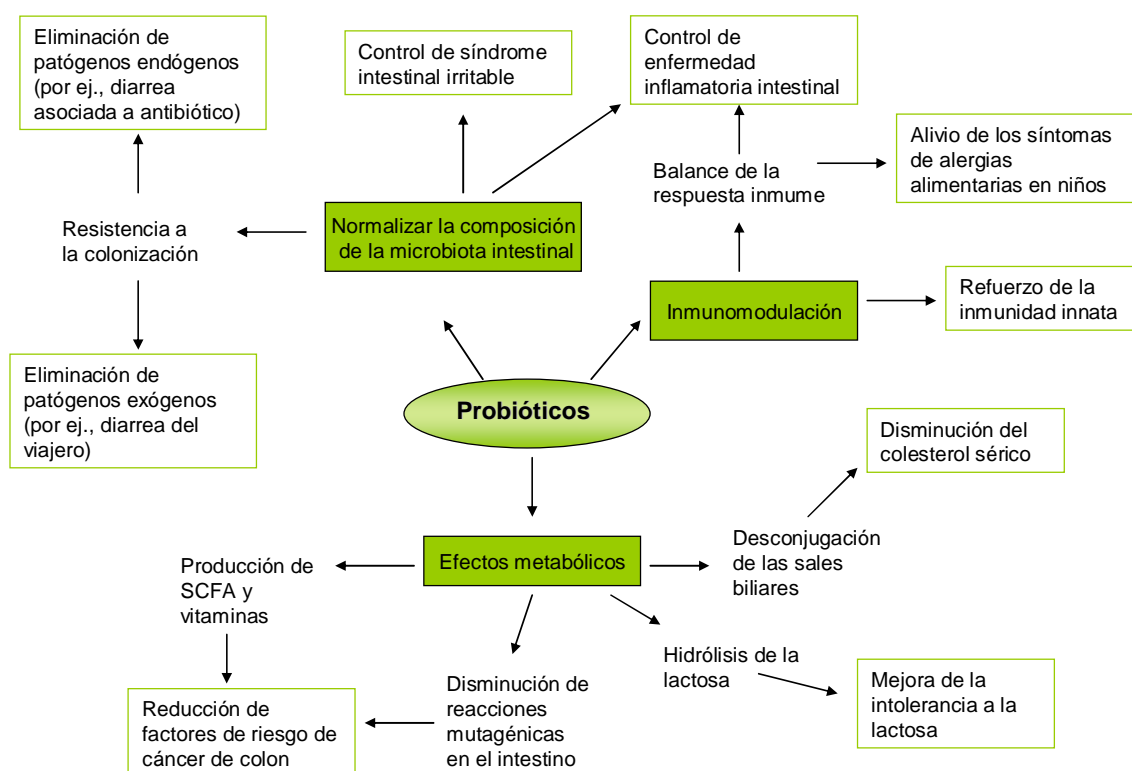 Eliminación de
patógenos endógenos
(por ej., diarrea
asociada a antibiótico)
Control de síndrome
intestinal irritable
Control de
enfermedad
inflamatoria intestinal
Alivio de los síntomas
de alergias
alimentarias en niños
Balance de la
respuesta inmume
Resistencia a
la colonización
Normalizar la composición
de la microbiota intestinal
Inmunomodulación
Refuerzo de la
inmunidad innata
Eliminación de
patógenos exógenos
(por ej., diarrea del
viajero)
Probióticos
Disminución del
colesterol sérico
Efectos metabólicos
Desconjugación
de las sales
biliares
Producción de
SCFA y
vitaminas
Hidrólisis de la
lactosa
Mejora de la
intolerancia a la
lactosa
Disminución de
reacciones
mutagénicas
en el intestino
Reducción de
factores de riesgo de
cáncer de colon